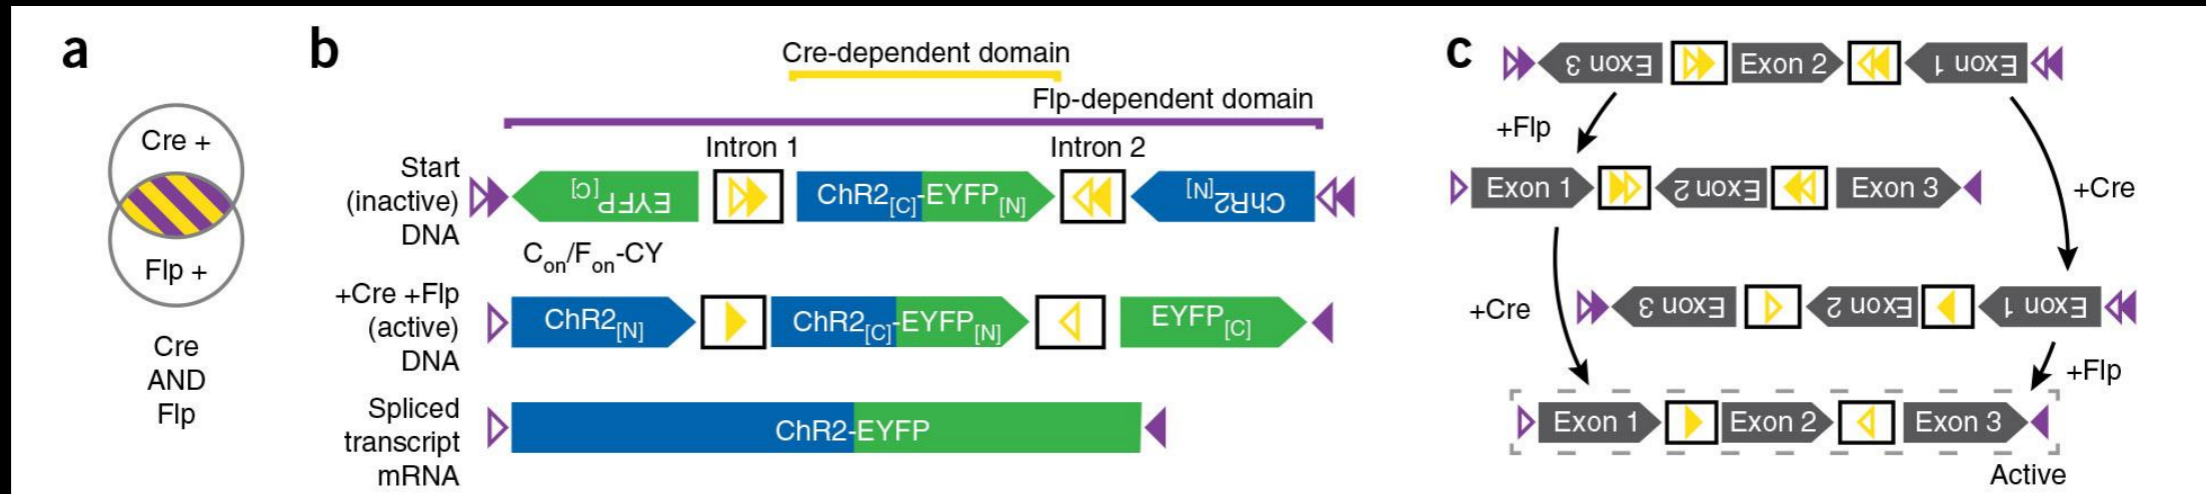 a
Cre +
Flp +
Cre
AND
Flp
b
Cre-dependent domain
Flp-dependent domain
Intron 1
Intron 2
Start
(inactive)
DNA
EYFP[C]
ChR2[C]-EYFP[N]
ChR2[N]
Con/Fon-CY
+Cre +Flp
(active)
DNA
ChR2[N]
ChR2[C]-EYFP[N]
EYFP[C]
Spliced
transcript
mRNA
ChR2-EYFP
c
Exon 3 Exon 2 Exon 1
+Flp
Exon 1 Exon 2 Exon 3
+Cre
+Cre
Exon 3 Exon 2 Exon 1
+Flp
Exon 1 Exon 2 Exon 3
Active